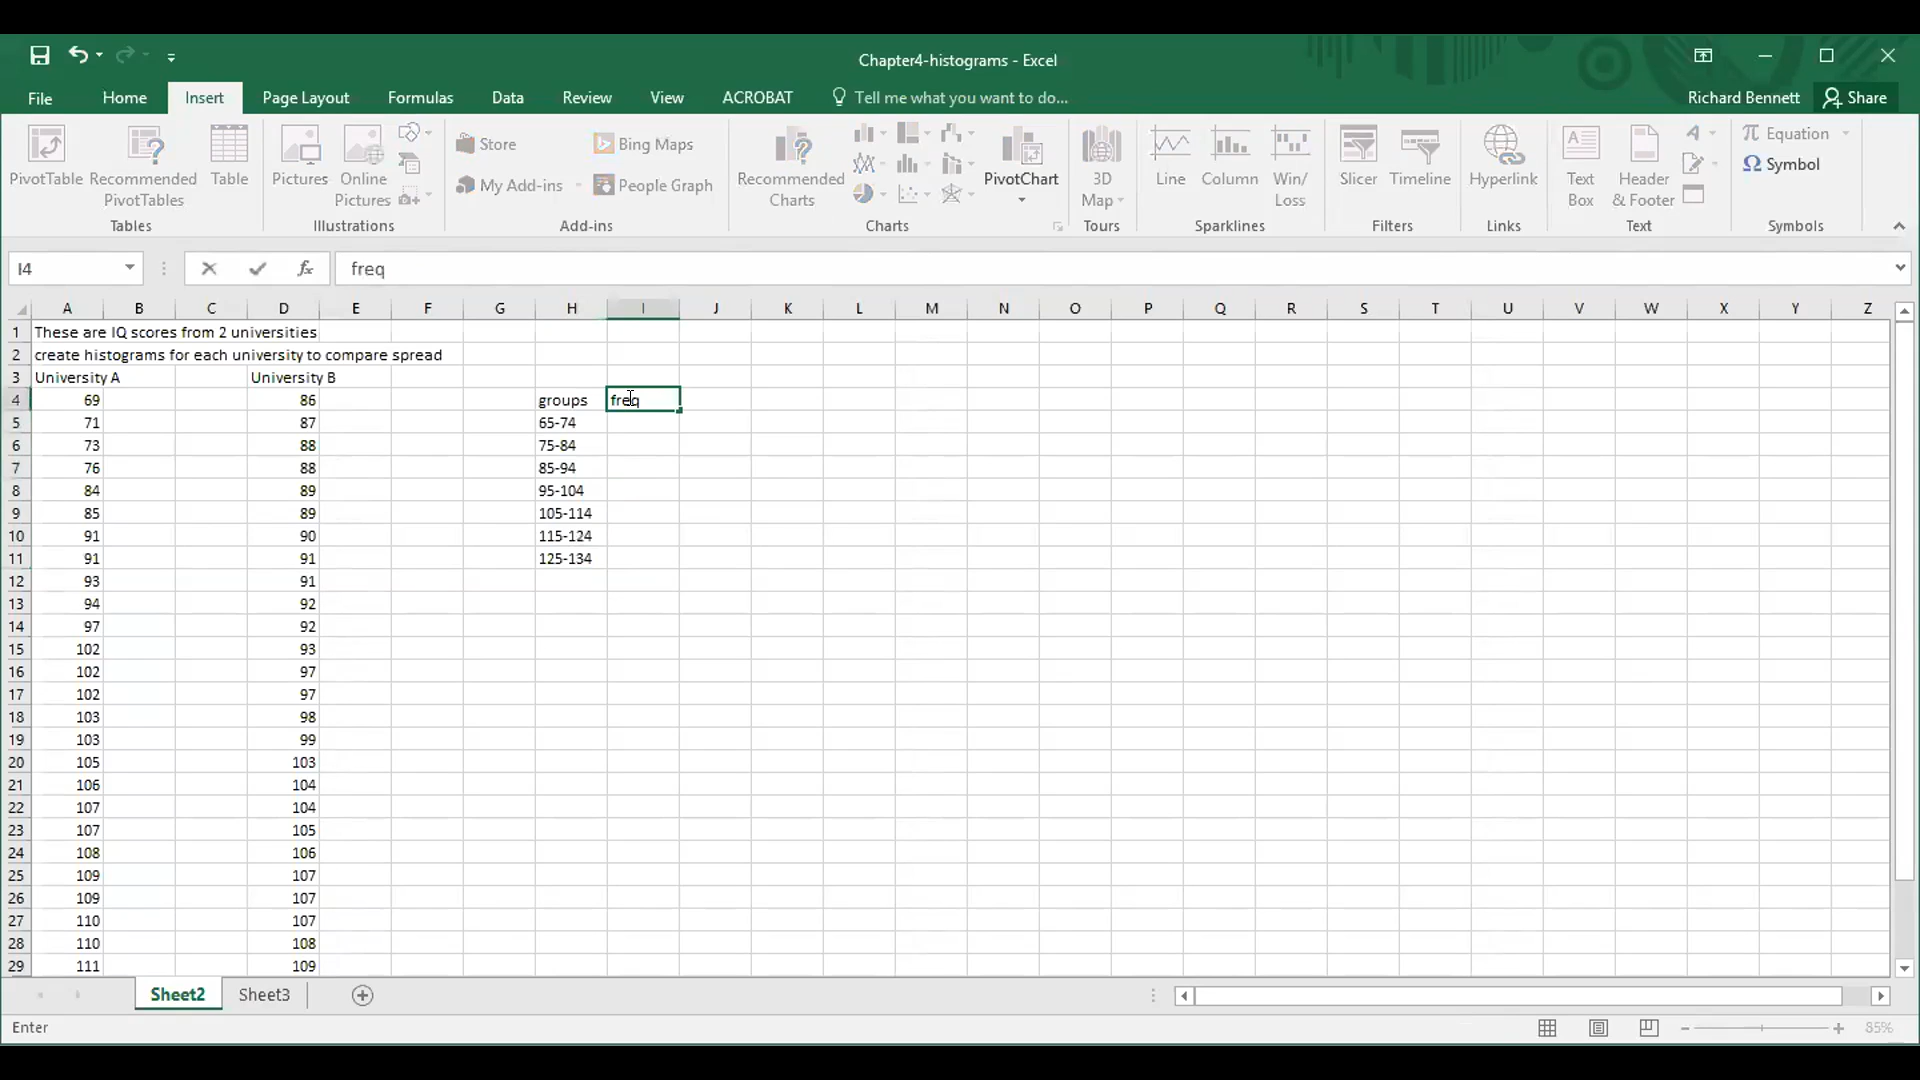 Chapter4-histograms - Excel
File Home Insert Page Layout Formulas Data Review View ACROBAT Tell me what you want to do... Richard Bennett Share
PivotTable Recommended PivotTables Table
Tables
Pictures Online Pictures
Illustrations
Store Bing Maps
My Add-ins People Graph
Add-ins
Recommended Charts PivotChart
Charts
3D Map
Tours
Line Column Win/Loss
Sparklines
Slicer Timeline
Filters
Hyperlink
Links
Text Box Header & Footer
Text
π Equation
Ω Symbol
Symbols
I4 fx freq
A B C D E F G H I J K L M N O P Q R S T U V W X Y Z
1 These are IQ scores from 2 universities
2 create histograms for each university to compare spread
3 University A University B
4 69 86 groups freq
5 71 87 65-74
6 73 88 75-84
7 76 88 85-94
8 84 89 95-104
9 85 89 105-114
10 91 90 115-124
11 91 91 125-134
12 93 91
13 94 92
14 97 92
15 102 93
16 102 97
17 102 97
18 103 98
19 103 99
20 105 103
21 106 104
22 107 104
23 107 105
24 108 106
25 109 107
26 109 107
27 110 107
28 110 108
29 111 109
Sheet2 Sheet3
Enter 85%